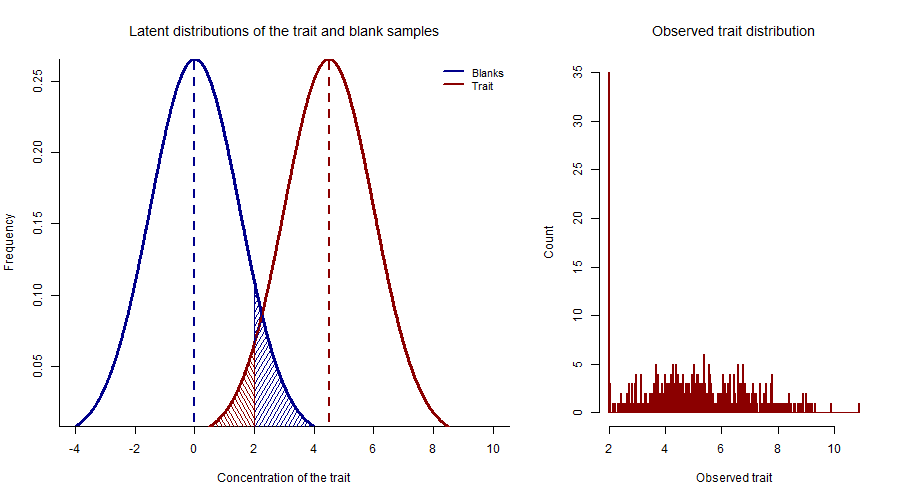 Latent distributions of the trait and blank samples
Blanks
Trait
Frequency
0.25
0.20
0.15
0.10
0.05
-4 -2 0 2 4 6 8 10
Concentration of the trait
Observed trait distribution
Count
35
30
25
20
15
10
5
0
2 4 6 8 10
Observed trait